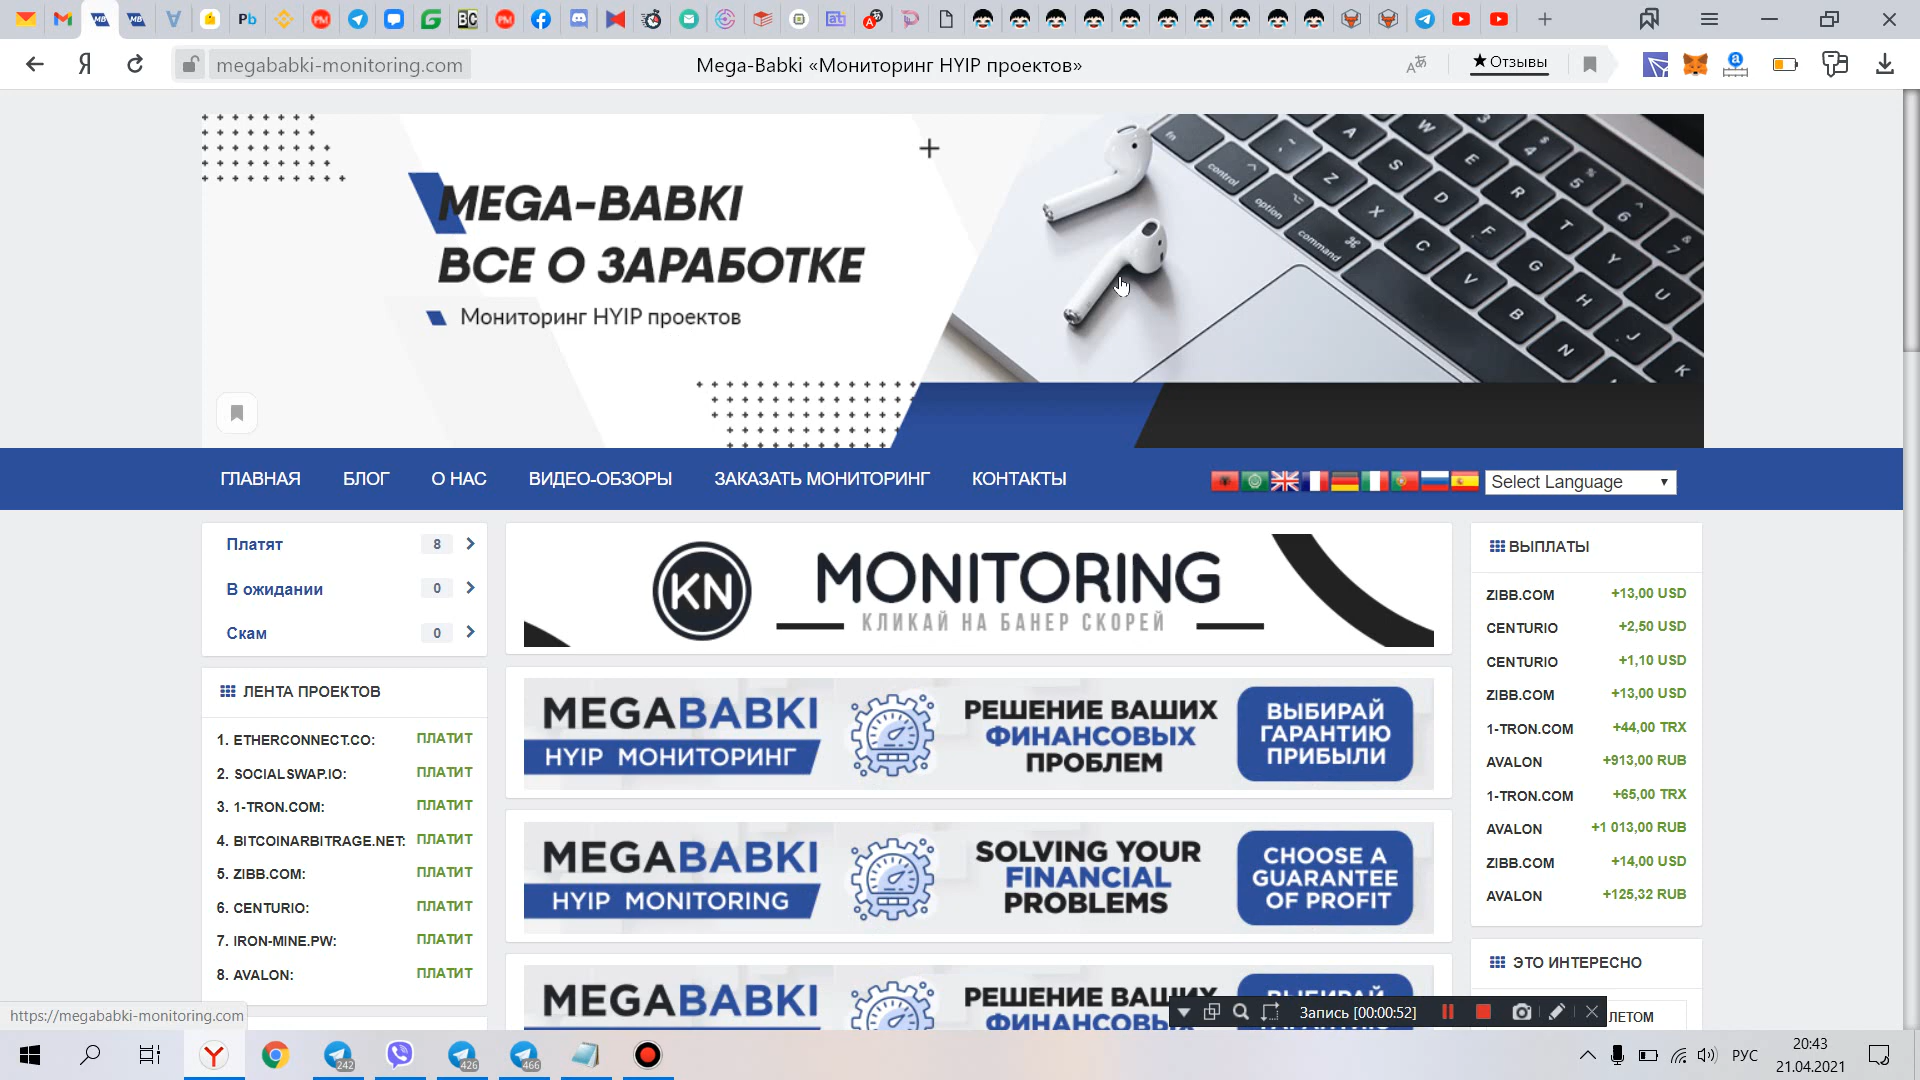 megababki-monitoring.com
Mega-Babki «Мониторинг HYIP проектов»
★ Отзывы
MEGA-BABKI
ВСЕ О ЗАРАБОТКЕ
Мониторинг HYIP проектов
ГЛАВНАЯ
БЛОГ
О НАС
ВИДЕО-ОБЗОРЫ
ЗАКАЗАТЬ МОНИТОРИНГ
КОНТАКТЫ
Select Language
Платят 8
В ожидании 0
Скам 0
ЛЕНТА ПРОЕКТОВ
1. ETHERCONNECT.CO: ПЛАТИТ
2. SOCIALSWAP.IO: ПЛАТИТ
3. 1-TRON.COM: ПЛАТИТ
4. BITCOINARBITRAGE.NET: ПЛАТИТ
5. ZIBB.COM: ПЛАТИТ
6. CENTURIO: ПЛАТИТ
7. IRON-MINE.PW: ПЛАТИТ
8. AVALON: ПЛАТИТ
KN
MONITORING
КЛИКАЙ НА БАНЕР СКОРЕЙ
MEGABABKI
HYIP МОНИТОРИНГ
РЕШЕНИЕ ВАШИХ
ФИНАНСОВЫХ
ПРОБЛЕМ
ВЫБИРАЙ
ГАРАНТИЮ
ПРИБЫЛИ
MEGABABKI
HYIP MONITORING
SOLVING YOUR
FINANCIAL
PROBLEMS
CHOOSE A
GUARANTEE
OF PROFIT
MEGABABKI
РЕШЕНИЕ ВАШИХ
ФИНАНСОВЫХ
ВЫБИРАЙ
ВЫПЛАТЫ
ZIBB.COM +13,00 USD
CENTURIO +2,50 USD
CENTURIO +1,10 USD
ZIBB.COM +13,00 USD
1-TRON.COM +44,00 TRX
AVALON +913,00 RUB
1-TRON.COM +65,00 TRX
AVALON +1 013,00 RUB
ZIBB.COM +14,00 USD
AVALON +125,32 RUB
ЭТО ИНТЕРЕСНО
ЛЕТОМ
https://megababki-monitoring.com
Запись [00:00:52]
242
426
466
РУС
20:43
21.04.2021